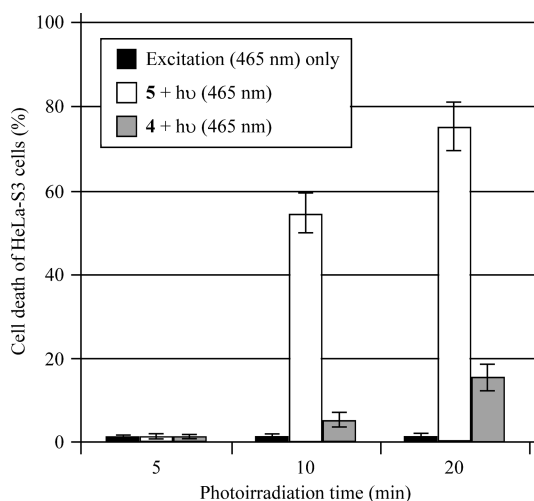 100
80
60
40
20
0
Cell death of HeLa-S3 cells (%)
Excitation (465 nm) only
5 + hυ (465 nm)
4 + hυ (465 nm)
5
10
20
Photoirradiation time (min)